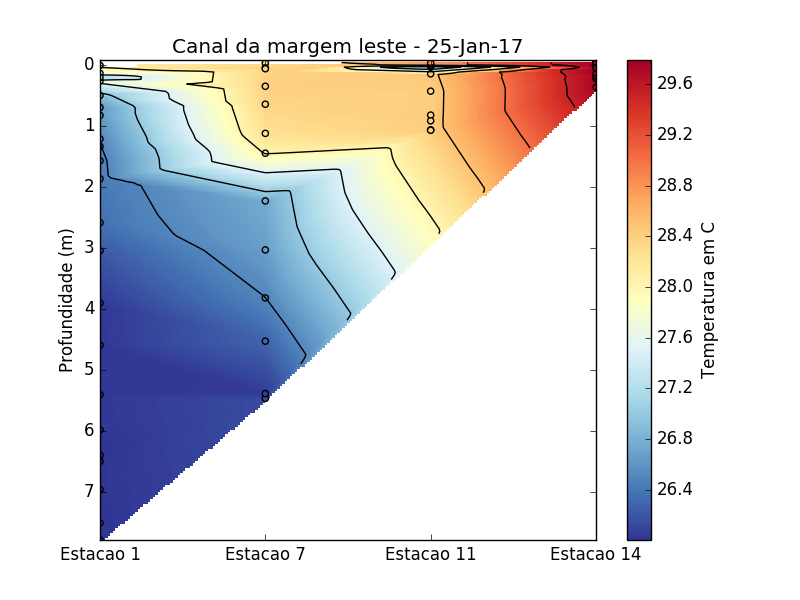 Canal da margem leste - 25-Jan-17
0
1
2
3
4
5
6
7
Profundidade (m)
Estacao 1
Estacao 7
Estacao 11
Estacao 14
29.6
29.2
28.8
28.4
28.0
27.6
27.2
26.8
26.4
Temperatura em C